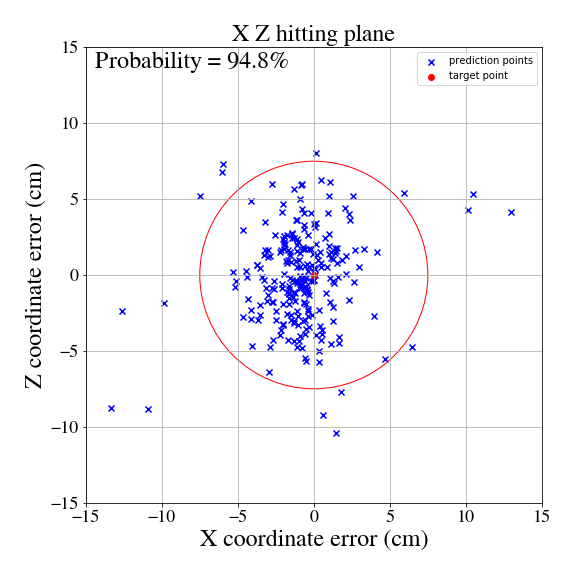 X Z hitting plane
Probability = 94.8%
prediction points
target point
15
10
5
0
−5
−10
−15
Z coordinate error (cm)
−15
−10
−5
0
5
10
15
X coordinate error (cm)